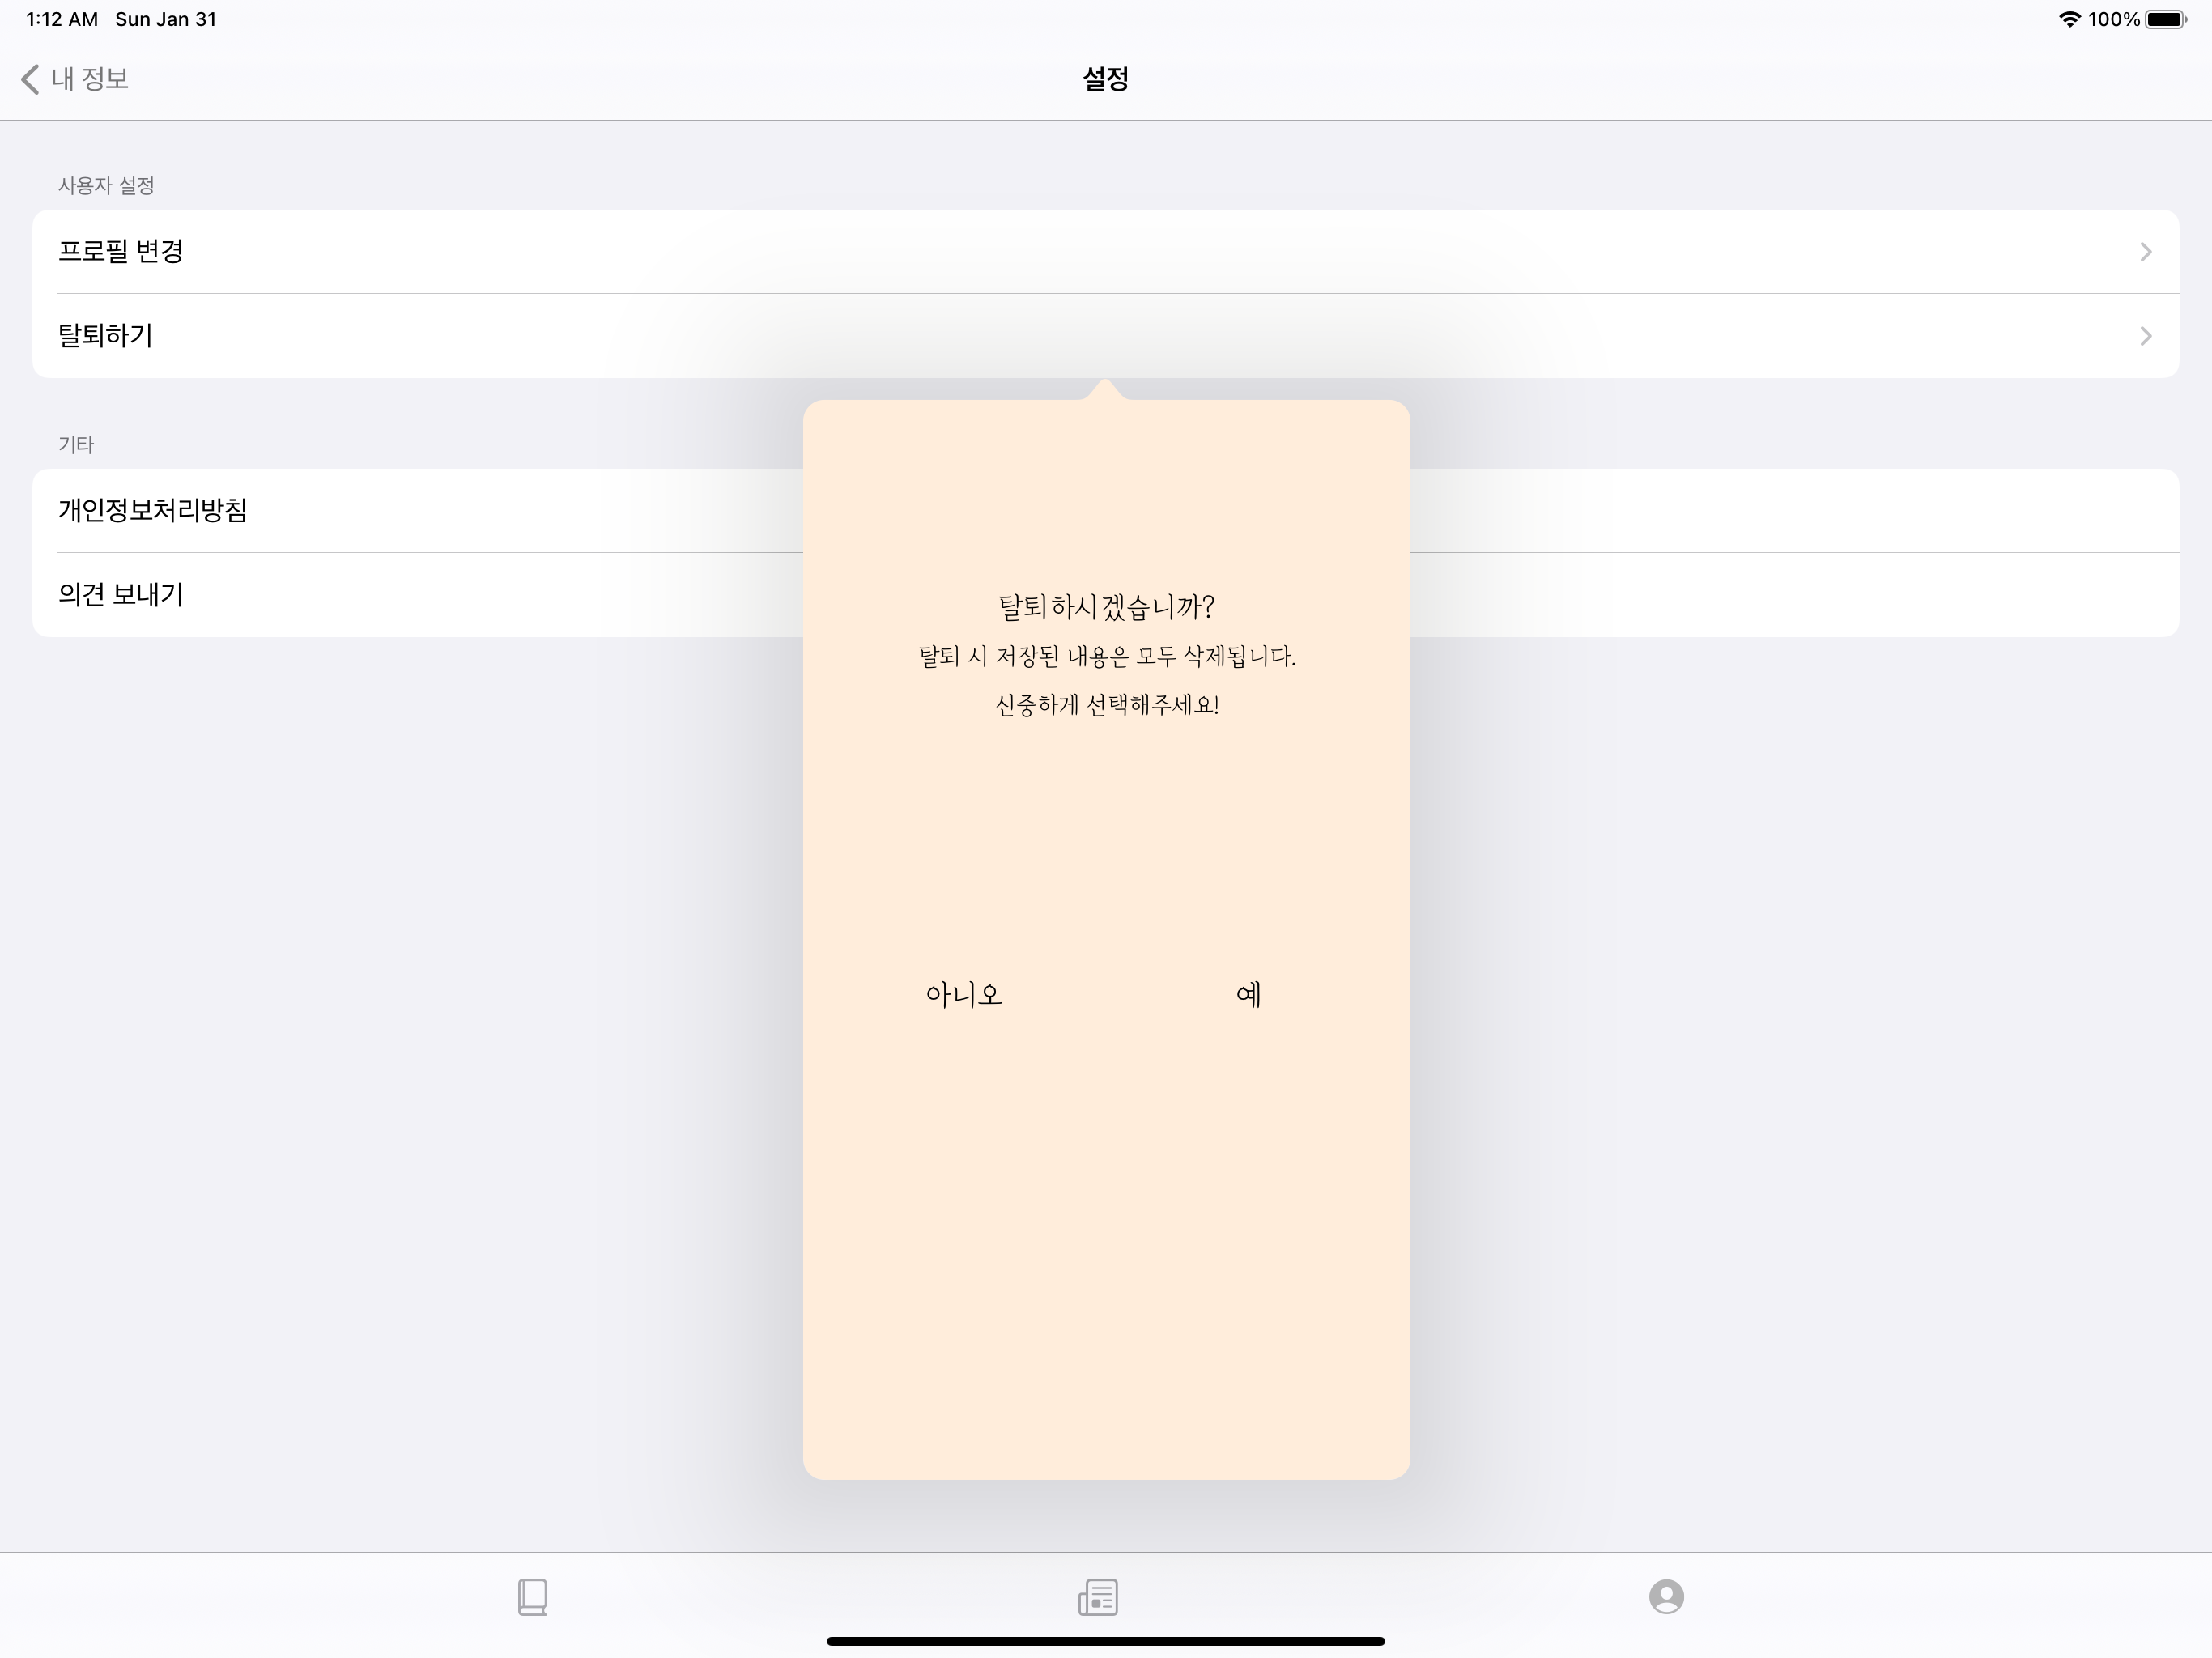 1:12 AM Sun Jan 31
100%
내 정보
설정
사용자 설정
프로필 변경
탈퇴하기
기타
개인정보처리방침
의견 보내기
탈퇴하시겠습니까?
탈퇴 시 저장된 내용은 모두 삭제됩니다.
신중하게 선택해주세요!
아니오
예